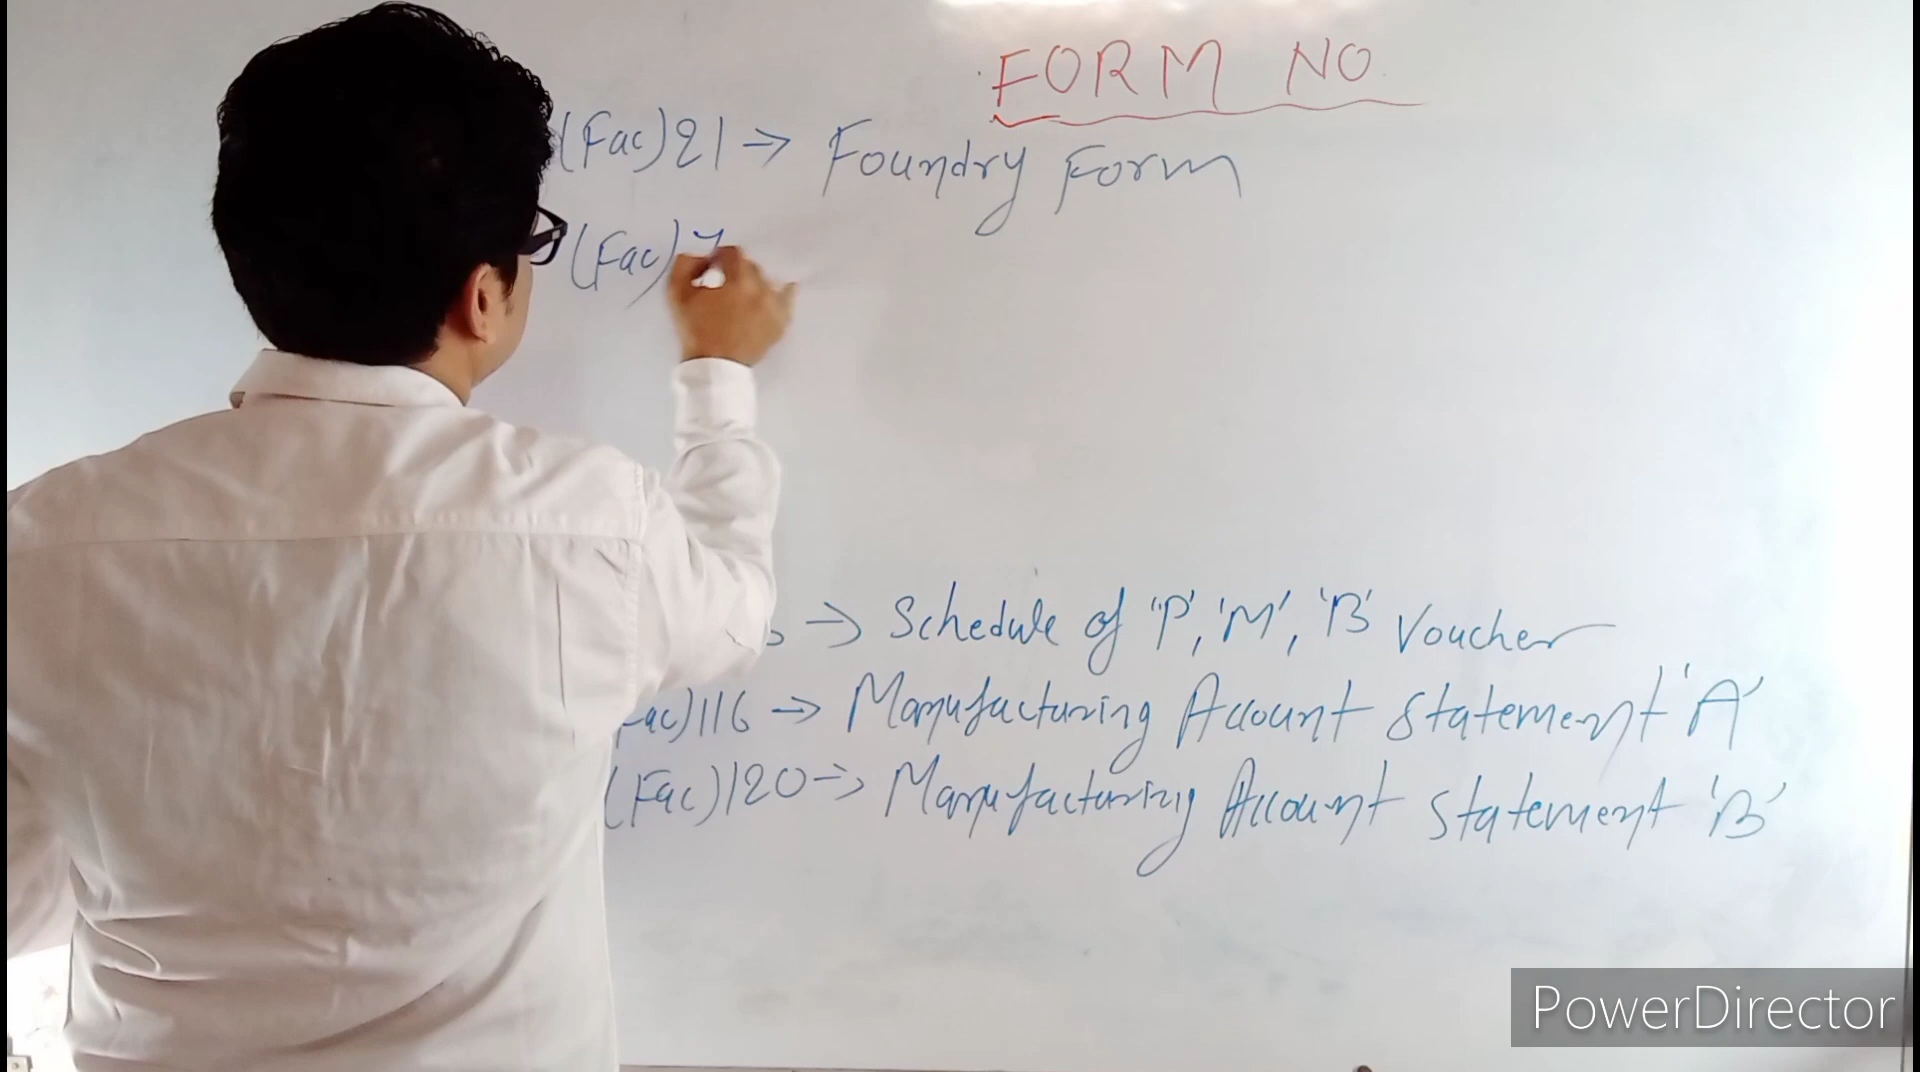 FORM NO
(Fac) 21 → Foundry Form
(Fac)
→ Schedule of 'P', 'M', 'B' Voucher
Fac) 116 → Manufacturing Account Statement 'A'
(Fac) 120 → Manufacturing Account Statement 'B'
PowerDirector